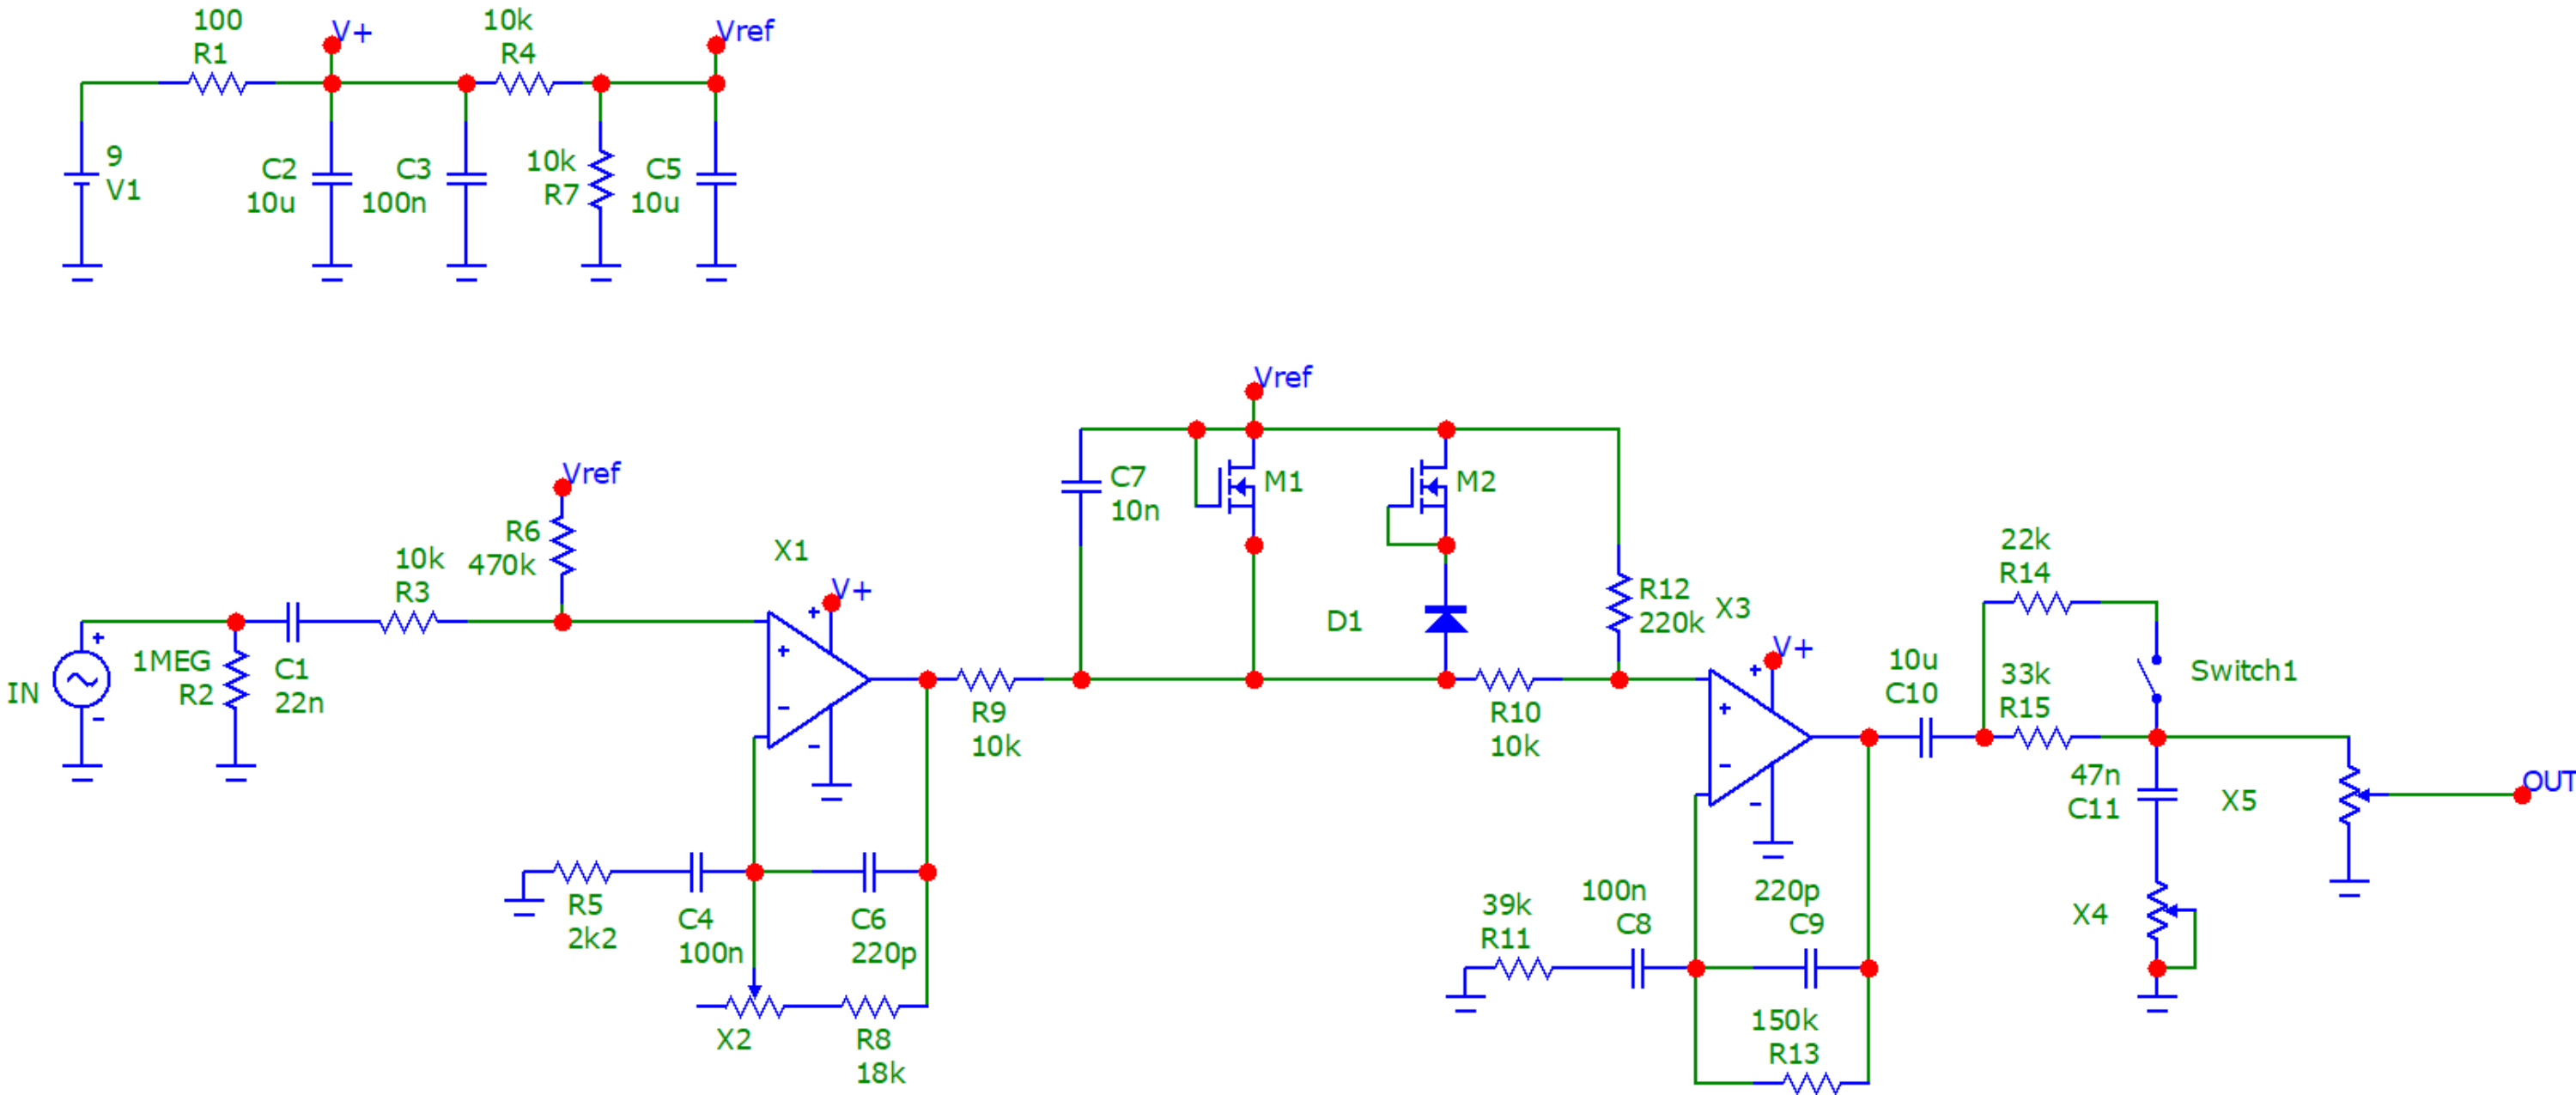 100
R1
V+
10k
R4
Vref
9
V1
C2
10u
C3
100n
10k
R7
C5
10u
Vref
Vref
C7
10n
M1
M2
R6
470k
10k
R3
X1
V+
22k
R14
IN
1MEG
R2
C1
22n
D1
R12
220k
X3
V+
R9
10k
R10
10k
10u
C10
33k
R15
Switch1
47n
C11
X5
OUT
R5
2k2
C4
100n
C6
220p
39k
R11
100n
C8
220p
C9
X4
X2
R8
18k
150k
R13